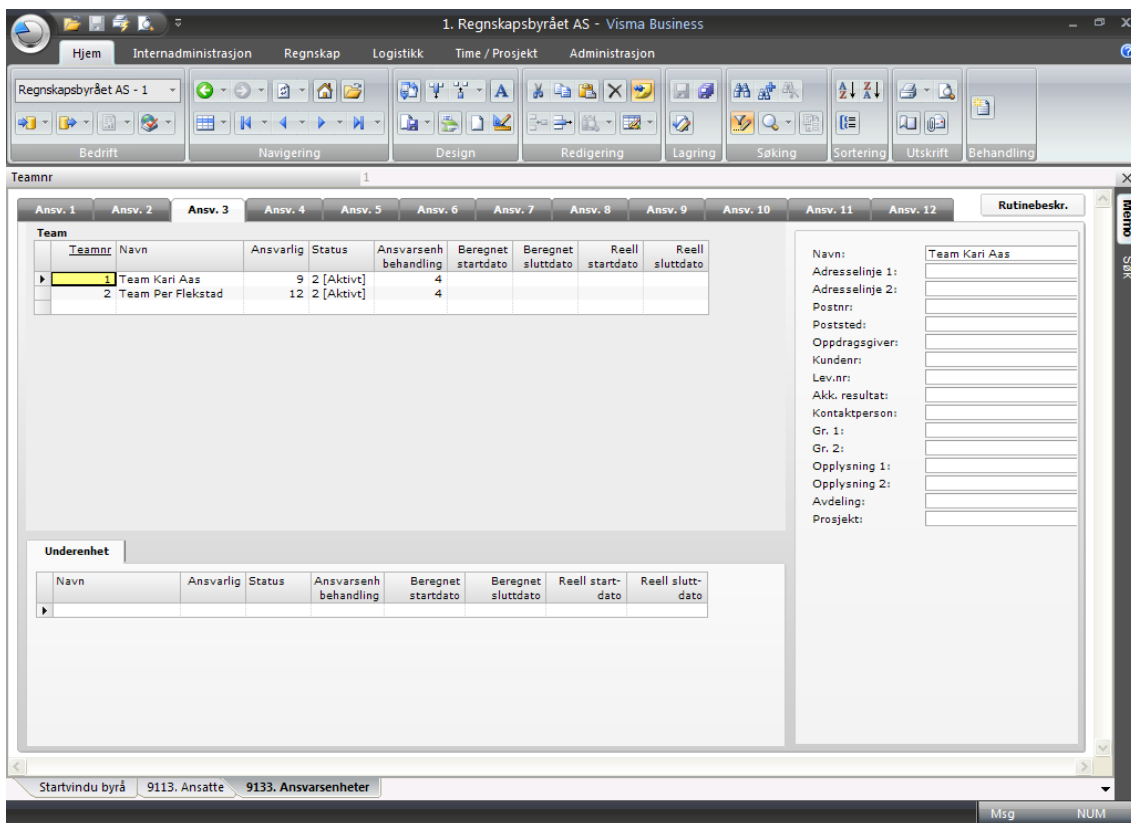 1. Regnskapsbyrået AS - Visma Business
Hjem Internadministrasjon Regnskap Logistikk Time / Prosjekt Administrasjon
Regnskapsbyrået AS - 1
Bedrift Navigering Design Redigering Lagring Søking Sortering Utskrift Behandling
Teamnr 1
Ansv. 1 Ansv. 2 Ansv. 3 Ansv. 4 Ansv. 5 Ansv. 6 Ansv. 7 Ansv. 8 Ansv. 9 Ansv. 10 Ansv. 11 Ansv. 12 Rutinebeskr.
Memo
Søk
Team
Teamnr Navn Ansvarlig Status Ansvarsenh behandling Beregnet startdato Beregnet sluttdato Reell startdato Reell sluttdato
1 Team Kari Aas 9 2 [Aktivt] 4
2 Team Per Flekstad 12 2 [Aktivt] 4
Navn: Team Kari Aas
Adresselinje 1:
Adresselinje 2:
Postnr:
Poststed:
Oppdragsgiver:
Kundenr:
Lev.nr:
Akk. resultat:
Kontaktperson:
Gr. 1:
Gr. 2:
Opplysning 1:
Opplysning 2:
Avdeling:
Prosjekt:
Underenhet
Navn Ansvarlig Status Ansvarsenh behandling Beregnet startdato Beregnet sluttdato Reell start-dato Reell slutt-dato
Startvindu byrå 9113. Ansatte 9133. Ansvarsenheter
Msg NUM